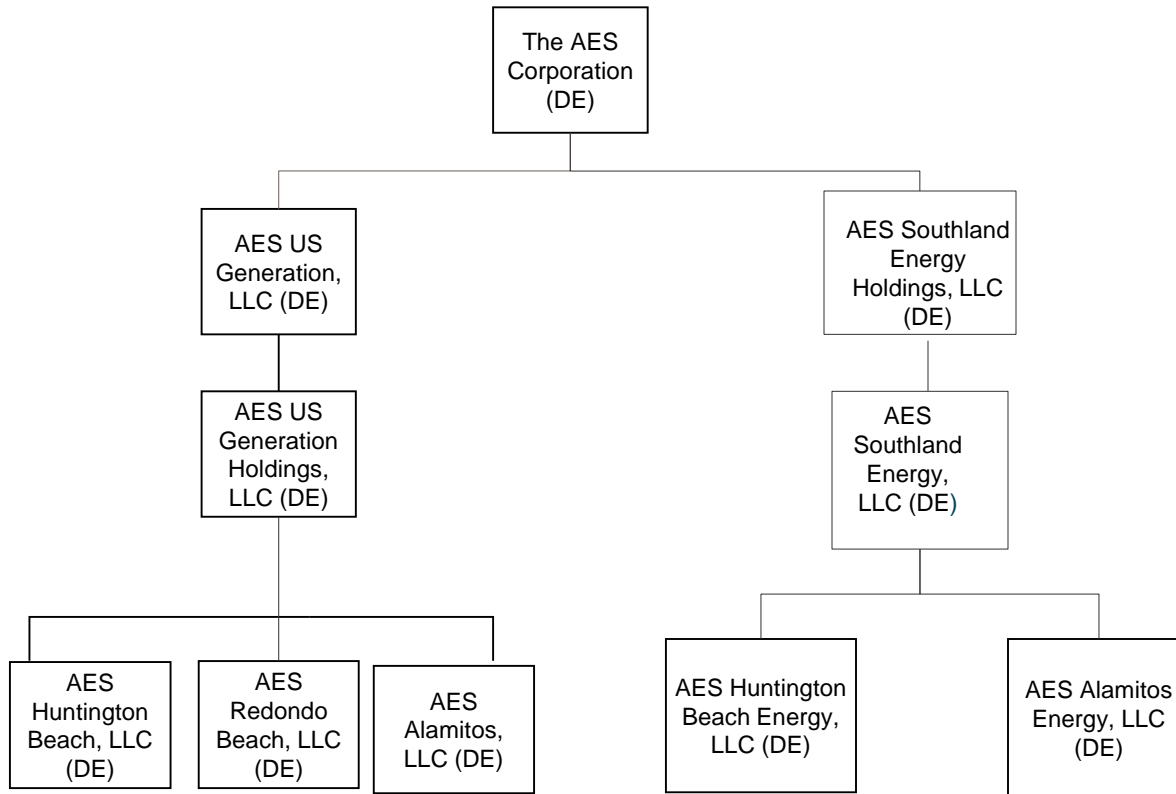 The AES
Corporation
(DE)
AES US
Generation,
LLC (DE)
AES Southland
Energy
Holdings, LLC
(DE)
AES US
Generation
Holdings,
LLC (DE)
AES
Southland
Energy,
LLC (DE)
AES
Huntington
Beach, LLC
(DE)
AES
Redondo
Beach, LLC
(DE)
AES
Alamitos,
LLC (DE)
AES Huntington
Beach Energy,
LLC (DE)
AES Alamitos
Energy, LLC
(DE)